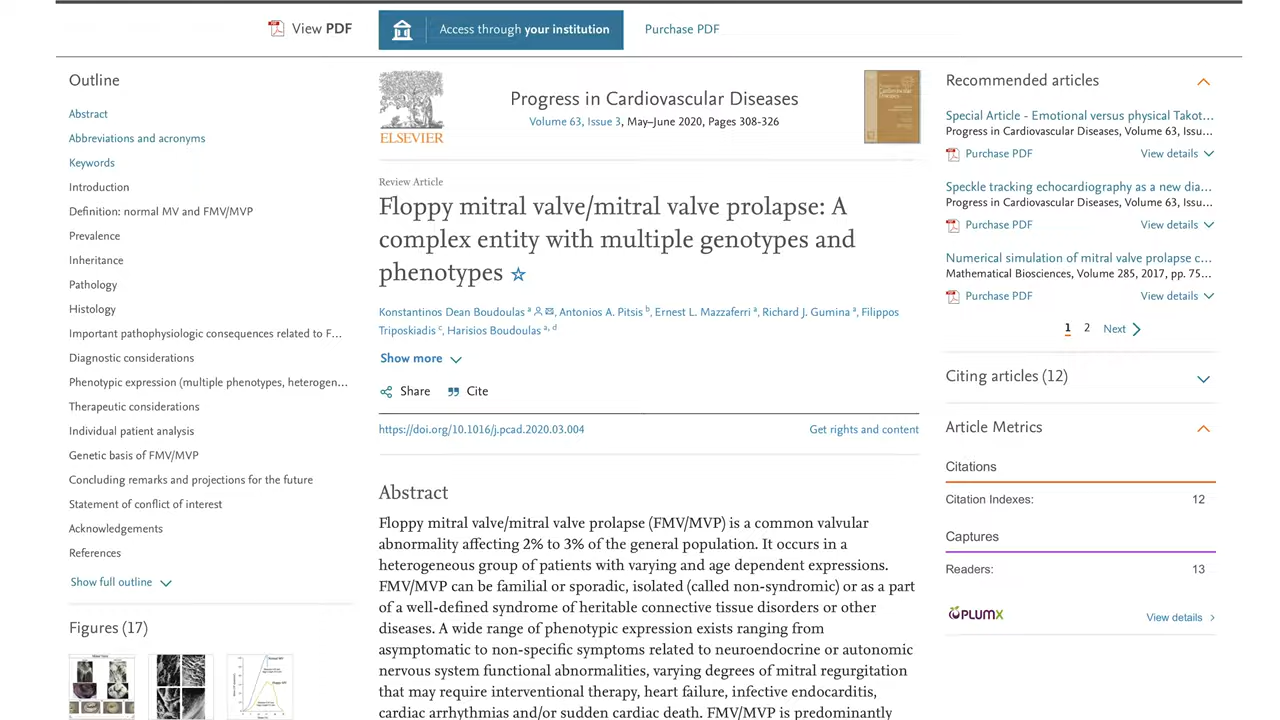 View PDF
Access through your institution
Purchase PDF
Outline
Abstract
Abbreviations and acronyms
Keywords
Introduction
Definition: normal MV and FMV/MVP
Prevalence
Inheritance
Pathology
Histology
Important pathophysiologic consequences related to F…
Diagnostic considerations
Phenotypic expression (multiple phenotypes, heterogen…
Therapeutic considerations
Individual patient analysis
Genetic basis of FMV/MVP
Concluding remarks and projections for the future
Statement of conflict of interest
Acknowledgements
References
Show full outline
Figures (17)
ELSEVIER
Progress in Cardiovascular Diseases
Volume 63, Issue 3, May–June 2020, Pages 308-326
Review Article
Floppy mitral valve/mitral valve prolapse: A
complex entity with multiple genotypes and
phenotypes ☆
Konstantinos Dean Boudoulas a, Antonios A. Pitsis b, Ernest L. Mazzaferri a, Richard J. Gumina a, Filippos
Triposkiadis c, Harisios Boudoulas a, d
Show more
Share
Cite
https://doi.org/10.1016/j.pcad.2020.03.004
Get rights and content
Abstract
Floppy mitral valve/mitral valve prolapse (FMV/MVP) is a common valvular
abnormality affecting 2% to 3% of the general population. It occurs in a
heterogeneous group of patients with varying and age dependent expressions.
FMV/MVP can be familial or sporadic, isolated (called non-syndromic) or as a part
of a well-defined syndrome of heritable connective tissue disorders or other
diseases. A wide range of phenotypic expression exists ranging from
asymptomatic to non-specific symptoms related to neuroendocrine or autonomic
nervous system functional abnormalities, varying degrees of mitral regurgitation
that may require interventional therapy, heart failure, infective endocarditis,
cardiac arrhythmias and/or sudden cardiac death. FMV/MVP is predominantly
Recommended articles
Special Article - Emotional versus physical Takot…
Progress in Cardiovascular Diseases, Volume 63, Issu…
Purchase PDF
View details
Speckle tracking echocardiography as a new dia…
Progress in Cardiovascular Diseases, Volume 63, Issu…
Purchase PDF
View details
Numerical simulation of mitral valve prolapse c…
Mathematical Biosciences, Volume 285, 2017, pp. 75…
Purchase PDF
View details
1
2
Next
Citing articles (12)
Article Metrics
Citations
Citation Indexes:
12
Captures
Readers:
13
PLUMX
View details